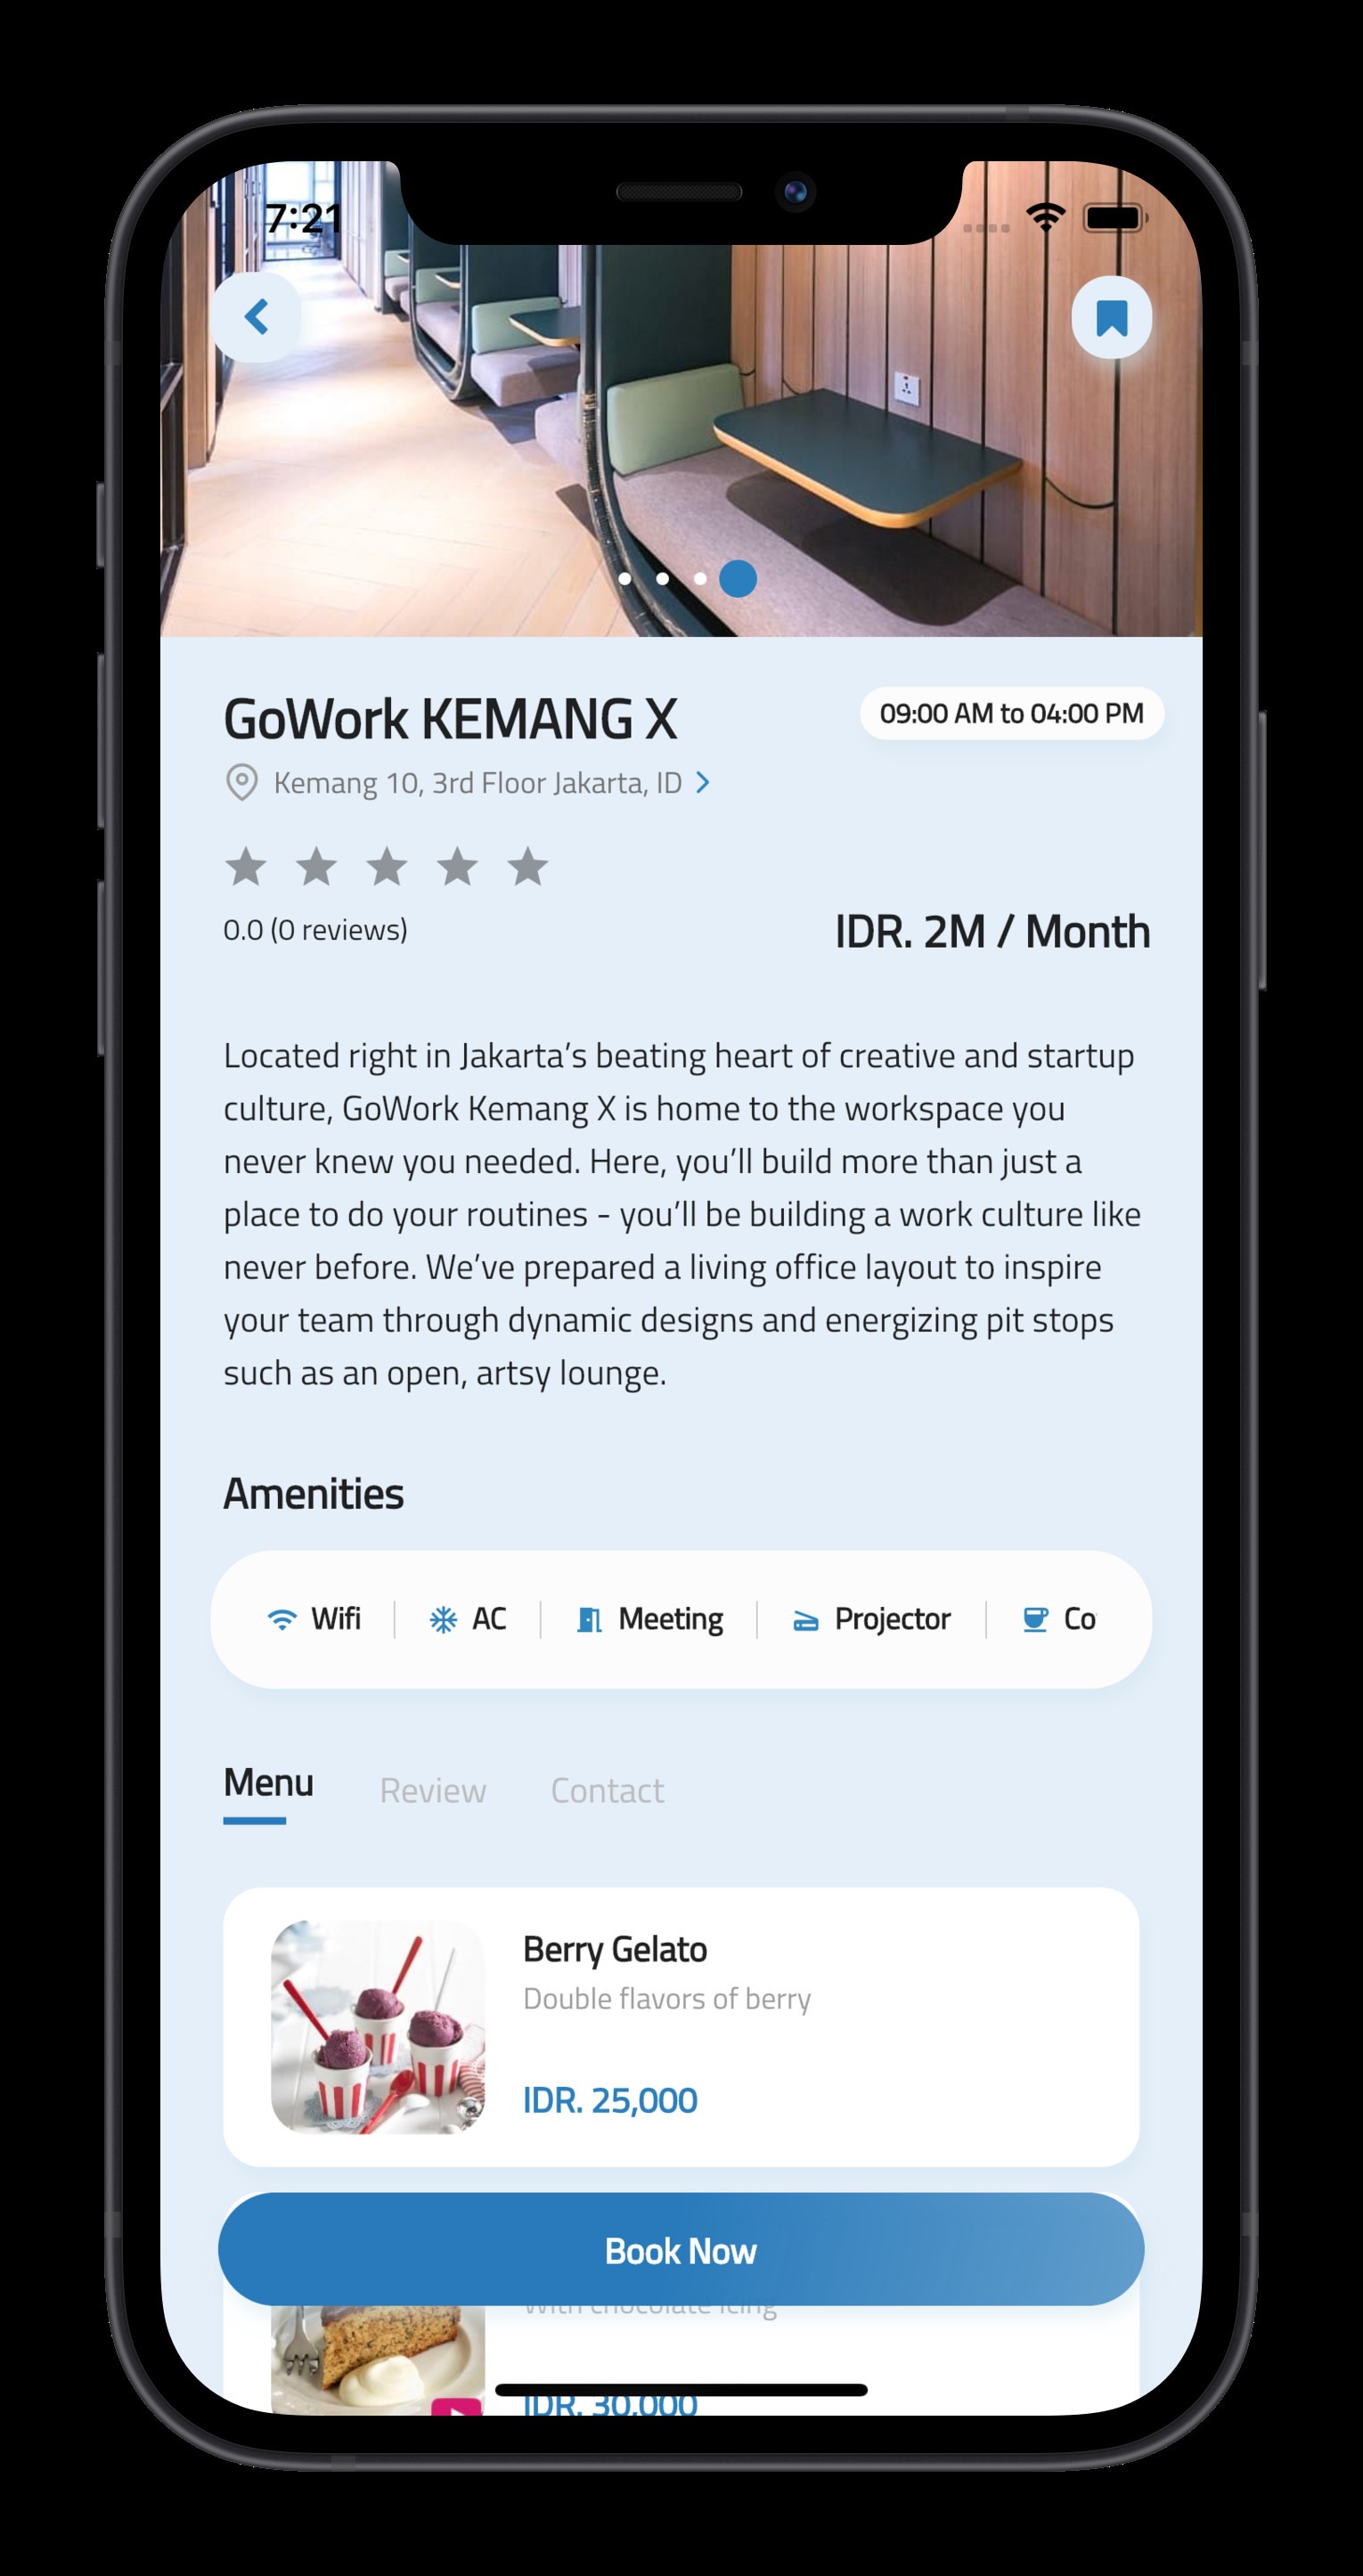 7:21
GoWork KEMANG X
09:00 AM to 04:00 PM
Kemang 10, 3rd Floor Jakarta, ID
0.0 (0 reviews)
IDR. 2M / Month
Located right in Jakarta’s beating heart of creative and startup
culture, GoWork Kemang X is home to the workspace you
never knew you needed. Here, you’ll build more than just a
place to do your routines - you’ll be building a work culture like
never before. We’ve prepared a living office layout to inspire
your team through dynamic designs and energizing pit stops
such as an open, artsy lounge.
Amenities
Wifi AC Meeting Projector Co
Menu Review Contact
Berry Gelato
Double flavors of berry
IDR. 25,000
Book Now
With chocolate icing
IDR. 30,000